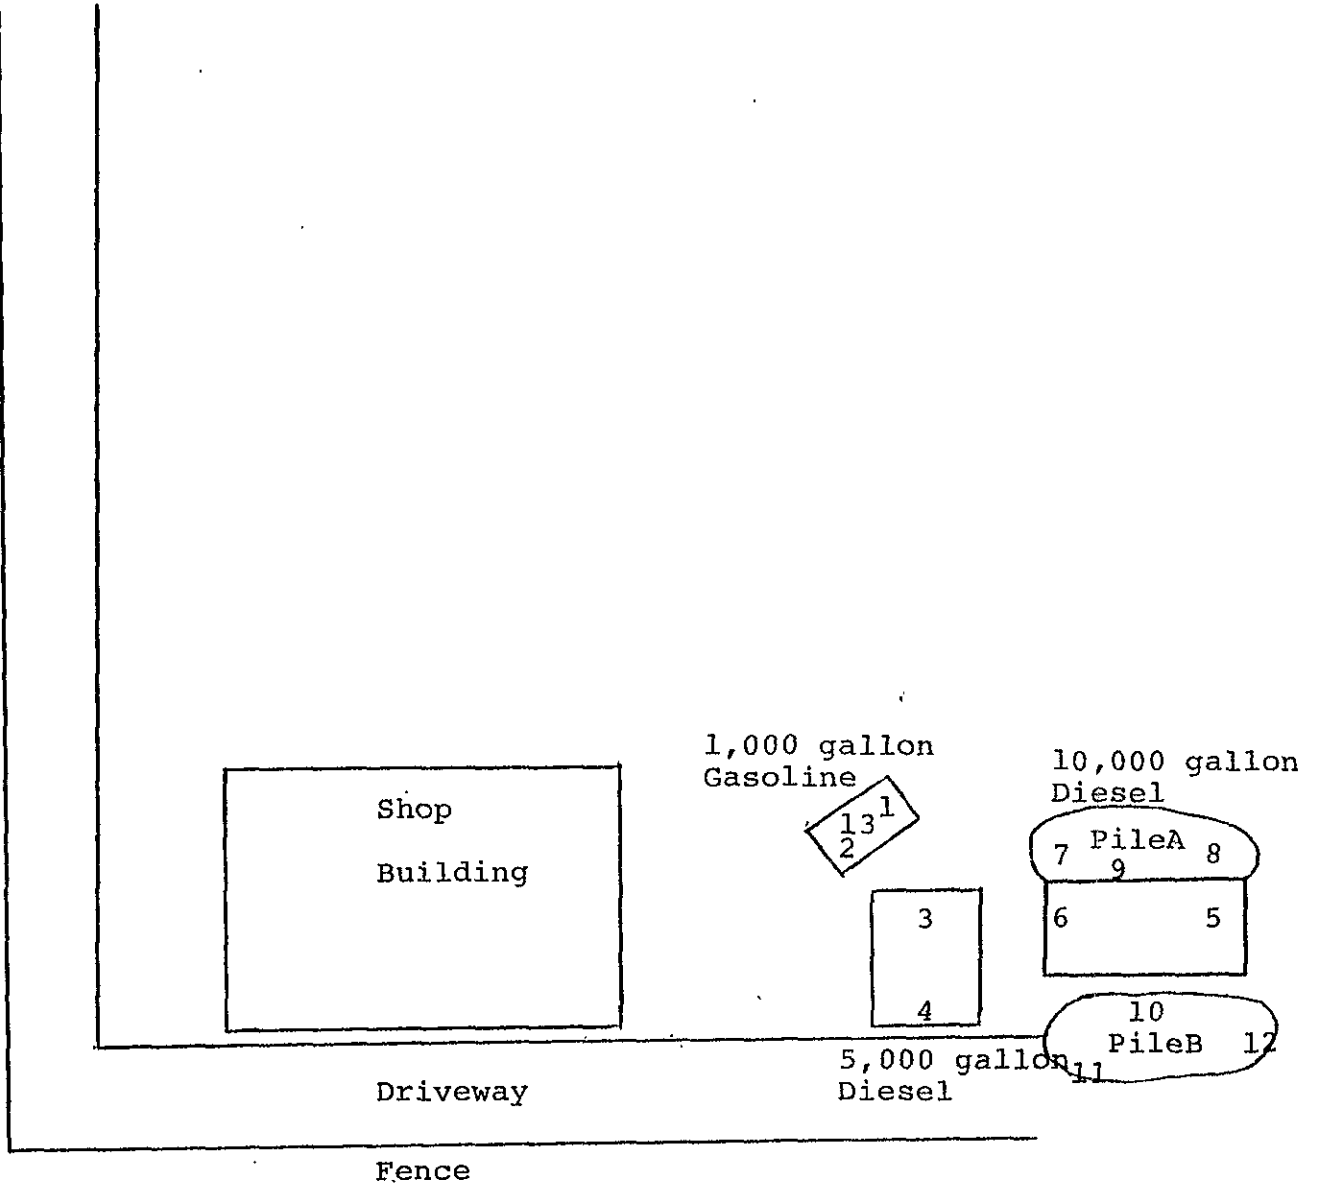 1,000 gallon
Gasoline
10,000 gallon
Diesel
Shop
Building
1
13
2
PileA
7 8
9
3
6 5
4
10
PileB 12
5,000 gallon
11
Diesel
Driveway
Fence